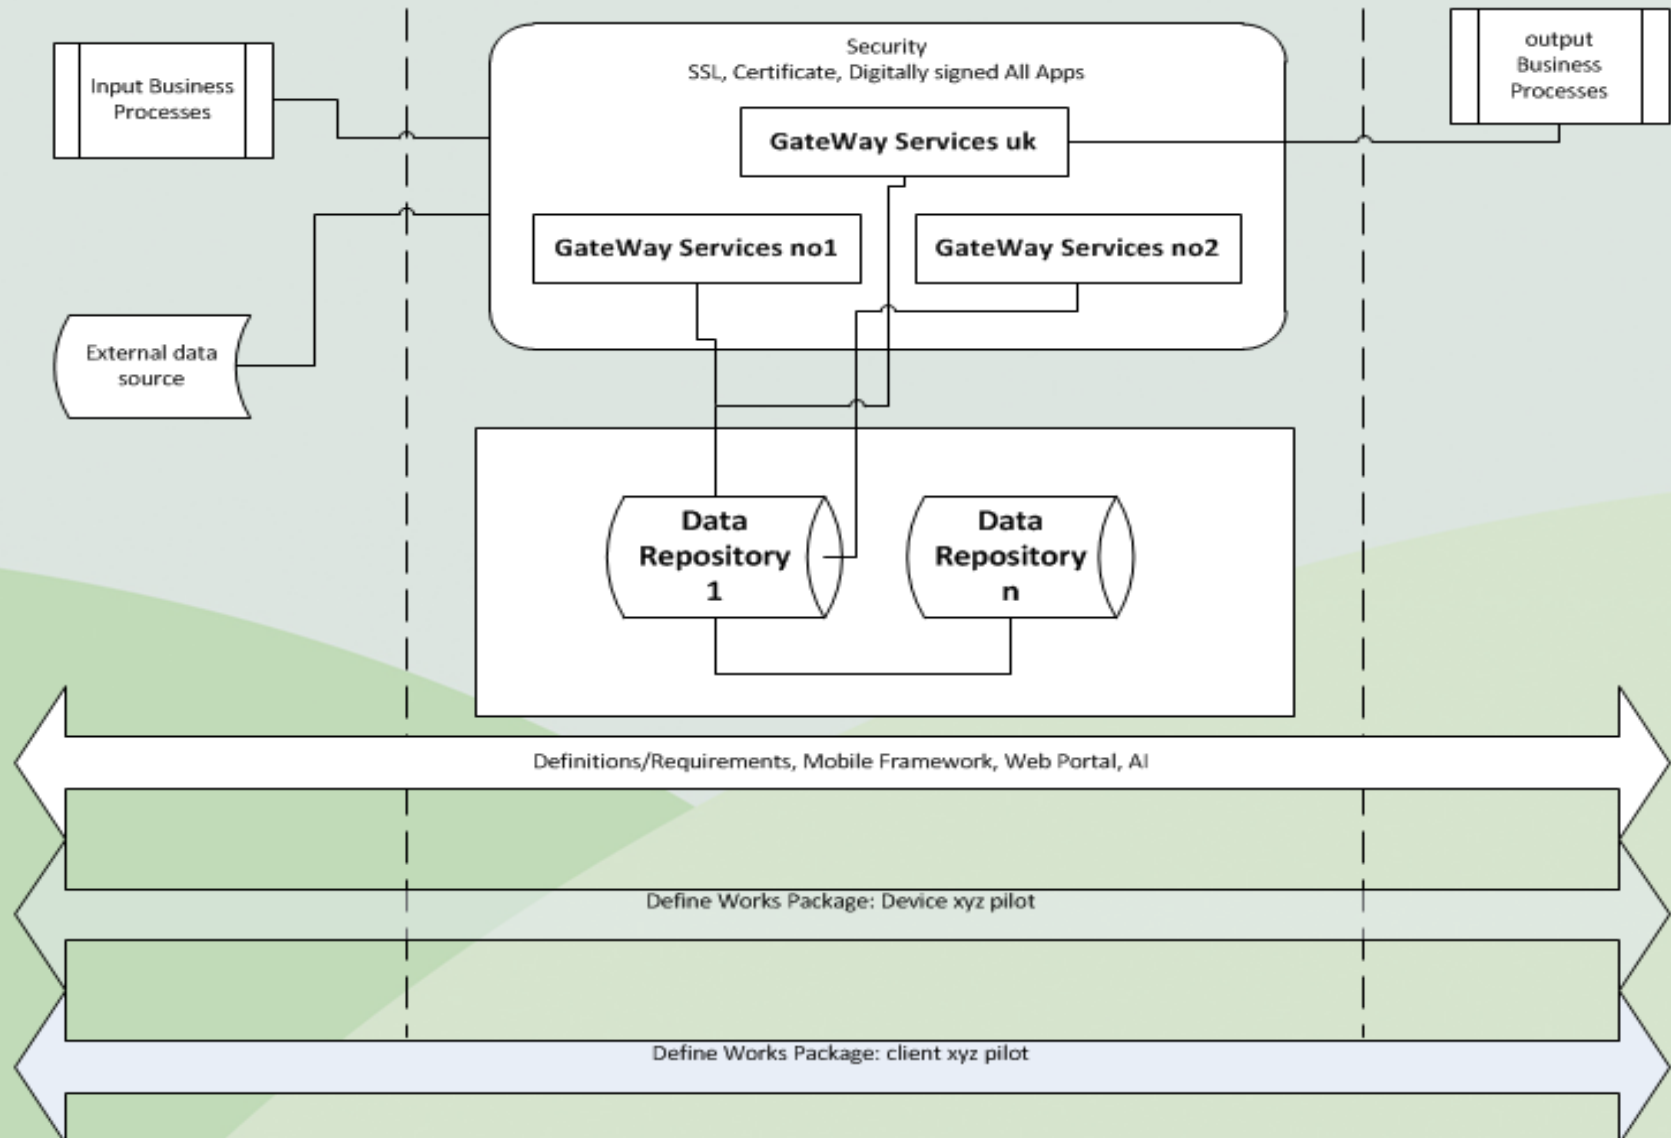 Input Business
Processes
Security
SSL, Certificate, Digitally signed All Apps
output
Business
Processes
GateWay Services uk
GateWay Services no1
GateWay Services no2
External data
source
Data
Repository
1
Data
Repository
n
Definitions/Requirements, Mobile Framework, Web Portal, AI
Define Works Package: Device xyz pilot
Define Works Package: client xyz pilot